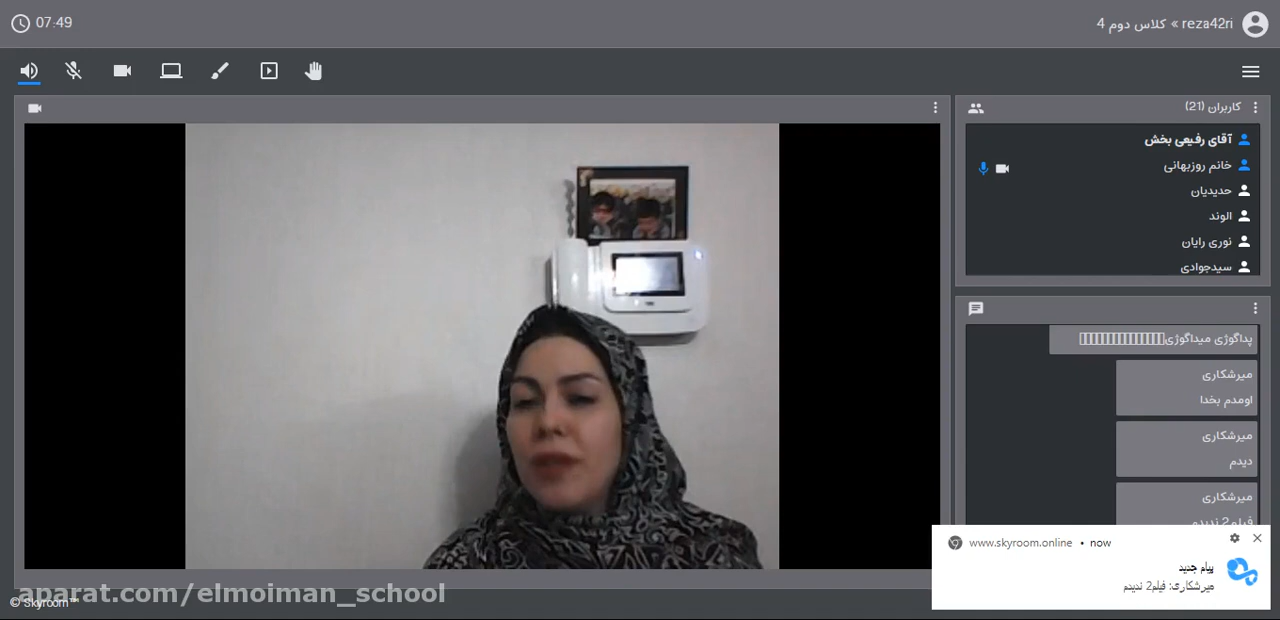 07:49
reza42ri » کلاس دوم 4
کاربران (21)
آقای رفیعی بخش
خانم روزبهانی
حدیدیان
الوند
نوری رایان
سیدجوادی
پداگوژی میداگوژی
میرشکاری
اومدم بخدا
میرشکاری
دیدم
میرشکاری
فیلم2 ندیدم
www.skyroom.online • now
پیام جدید
میرشکاری: فیلم2 ندیدم
aparat.com/elmoiman_school
© Skyroom™